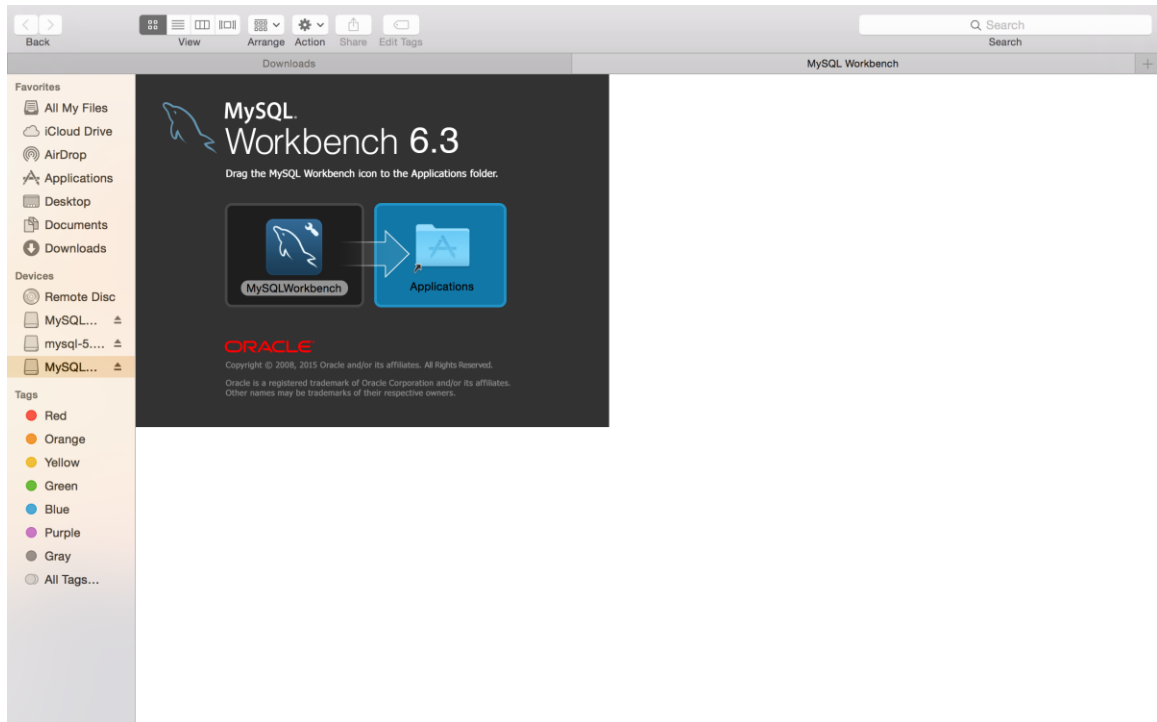 Back
View
Arrange
Action
Share
Edit Tags
Search
Search
Downloads
MySQL Workbench
Favorites
All My Files
iCloud Drive
AirDrop
Applications
Desktop
Documents
Downloads
Devices
Remote Disc
MySQL...
mysql-5....
MySQL...
Tags
Red
Orange
Yellow
Green
Blue
Purple
Gray
All Tags...
MySQL.
Workbench 6.3
Drag the MySQL Workbench icon to the Applications folder.
MySQLWorkbench
Applications
ORACLE
Copyright © 2008, 2015 Oracle and/or its affiliates. All Rights Reserved.
Oracle is a registered trademark of Oracle Corporation and/or its affiliates.
Other names may be trademarks of their respective owners.